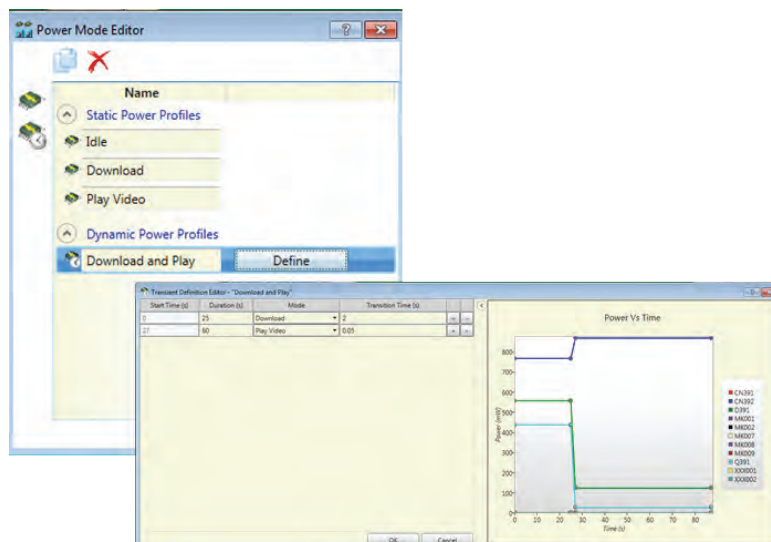 Power Mode Editor
Name
Static Power Profiles
Idle
Download
Play Video
Dynamic Power Profiles
Download and Play
Define
Transient Definition Editor - "Download and Play"
Start Time (s) Duration (s) Mode Transition Time (s)
0 25 Download 2
27 60 Play Video 0.05
Power Vs Time
Power (mW)
800
700
600
500
400
300
200
100
0 10 20 30 40 50 60 70 80
Time (s)
CN391
CN392
D391
MK001
MK002
MK007
MK008
MK009
Q391
XXX001
XXX002
OK Cancel